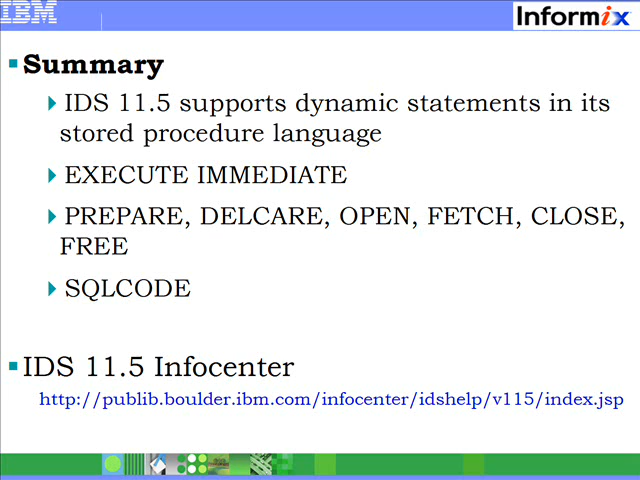 IBM
Informix
Summary
IDS 11.5 supports dynamic statements in its
stored procedure language
EXECUTE IMMEDIATE
PREPARE, DELCARE, OPEN, FETCH, CLOSE,
FREE
SQLCODE
IDS 11.5 Infocenter
http://publib.boulder.ibm.com/infocenter/idshelp/v115/index.jsp